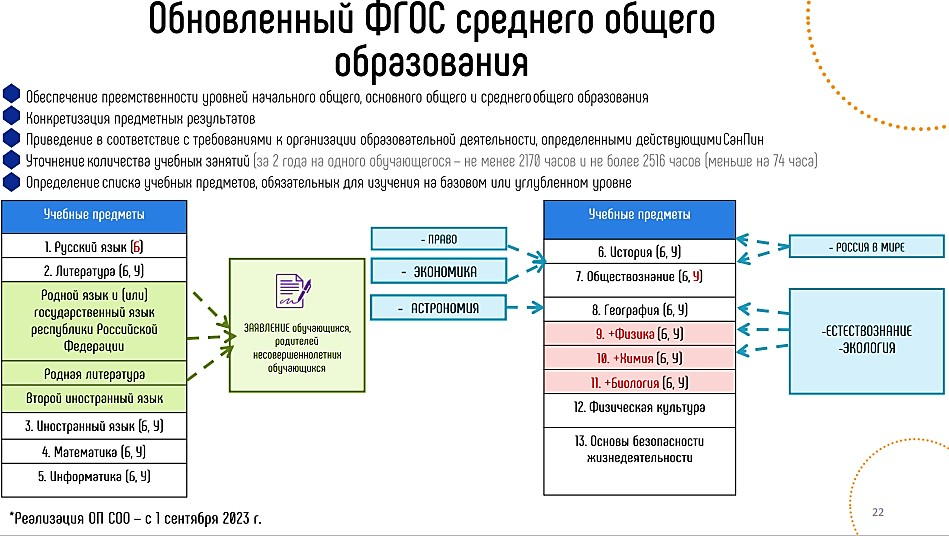 Обновленный ФГОС среднего общего
образования
Обеспечение преемственности уровней начального общего, основного общего и среднего общего образования
Конкретизация предметных результатов
Приведение в соответствие с требованиями к организации образовательной деятельности, определенными действующимиСанПин
Уточнение количества учебных занятий (за 2 года на одного обучающегося – не менее 2170 часов и не более 2516 часов (меньше на 74 часа)
Определение списка учебных предметов, обязательных для изучения на базовом или углубленном уровне
Учебные предметы
1. Русский язык (Б)
2. Литература (Б, У)
Родной язык и (или)
государственный язык
республики Российской
Федерации
Родная литература
Второй иностранный язык
3. Иностранный язык (Б, У)
4. Математика (Б, У)
5. Информатика (Б, У)
ЗАЯВЛЕНИЕ обучающихся,
родителей
несовершеннолетних
обучающихся
- ПРАВО
- ЭКОНОМИКА
- АСТРОНОМИЯ
Учебные предметы
6. История (Б, У)
7. Обществознание (Б, У)
8. География (Б, У)
9. +Физика (Б, У)
10. +Химия (Б, У)
11. +Биология (Б, У)
12. Физическая культура
13. Основы безопасности
жизнедеятельности
- РОССИЯ В МИРЕ
-ЕСТЕСТВОЗНАНИЕ
-ЭКОЛОГИЯ
*Реализация ОП СОО – с 1 сентября 2023 г.
22